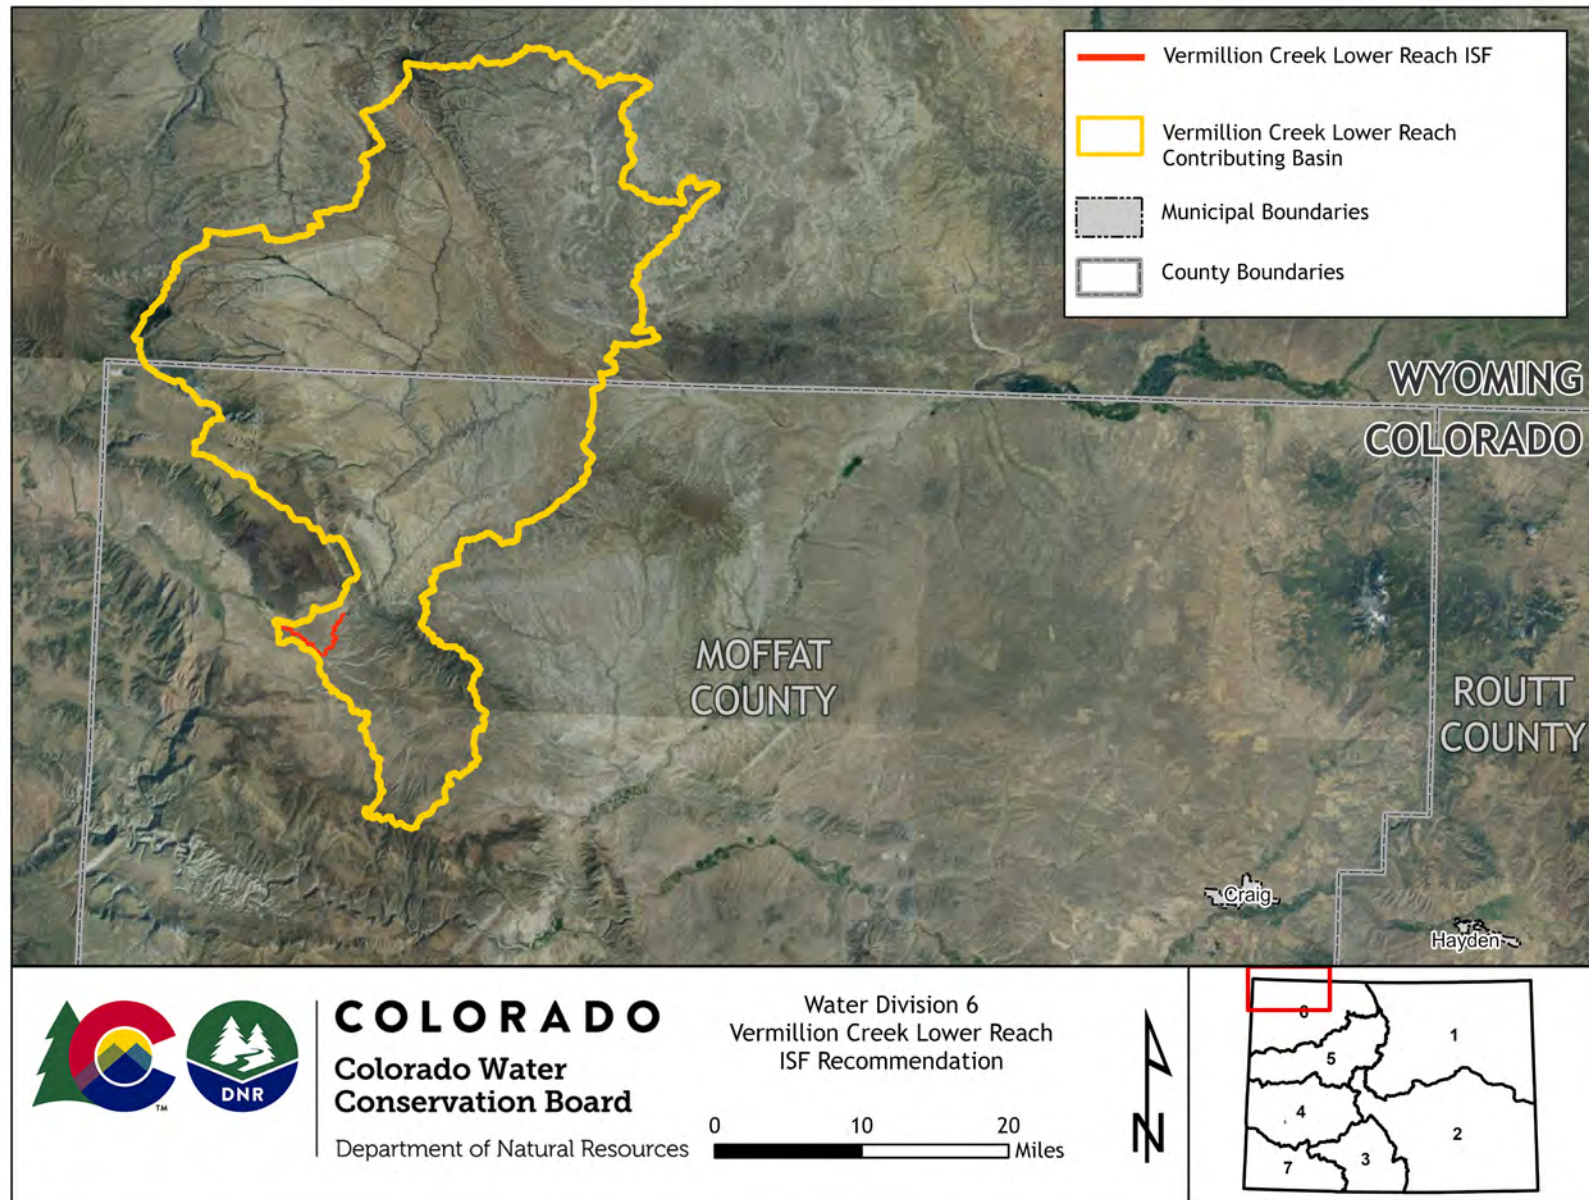 Vermillion Creek Lower Reach ISF
Vermillion Creek Lower Reach
Contributing Basin
Municipal Boundaries
County Boundaries
WYOMING
COLORADO
MOFFAT
COUNTY
ROUTT
COUNTY
Craig
Hayden
TM
DNR
COLORADO
Colorado Water
Conservation Board
Department of Natural Resources
Water Division 6
Vermillion Creek Lower Reach
ISF Recommendation
0 10 20
Miles
N
6
1
5
4
2
3
7